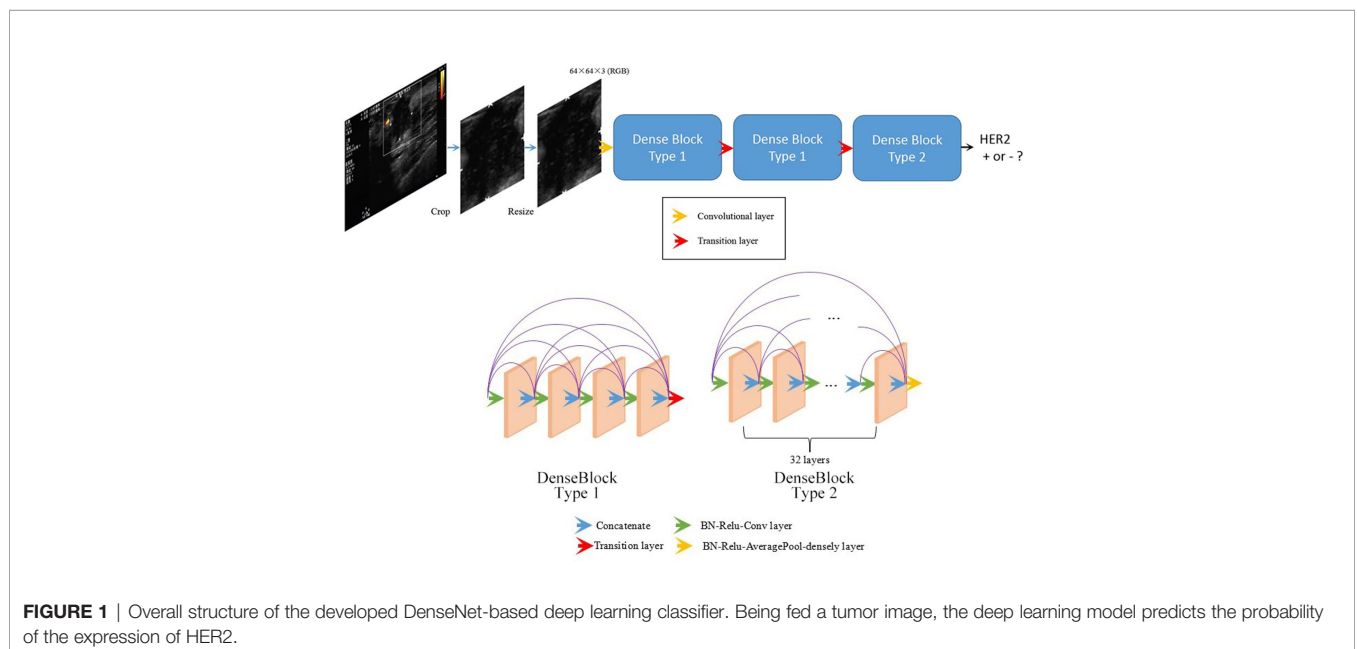 64×64×3 (RGB)
Crop
Resize
Dense Block
Type 1
Dense Block
Type 1
Dense Block
Type 2
HER2
+ or - ?
Convolutional layer
Transition layer
...
...
32 layers
DenseBlock
Type 1
DenseBlock
Type 2
Concatenate
BN-Relu-Conv layer
Transition layer
BN-Relu-AveragePool-densely layer
FIGURE 1 | Overall structure of the developed DenseNet-based deep learning classifier. Being fed a tumor image, the deep learning model predicts the probability
of the expression of HER2.